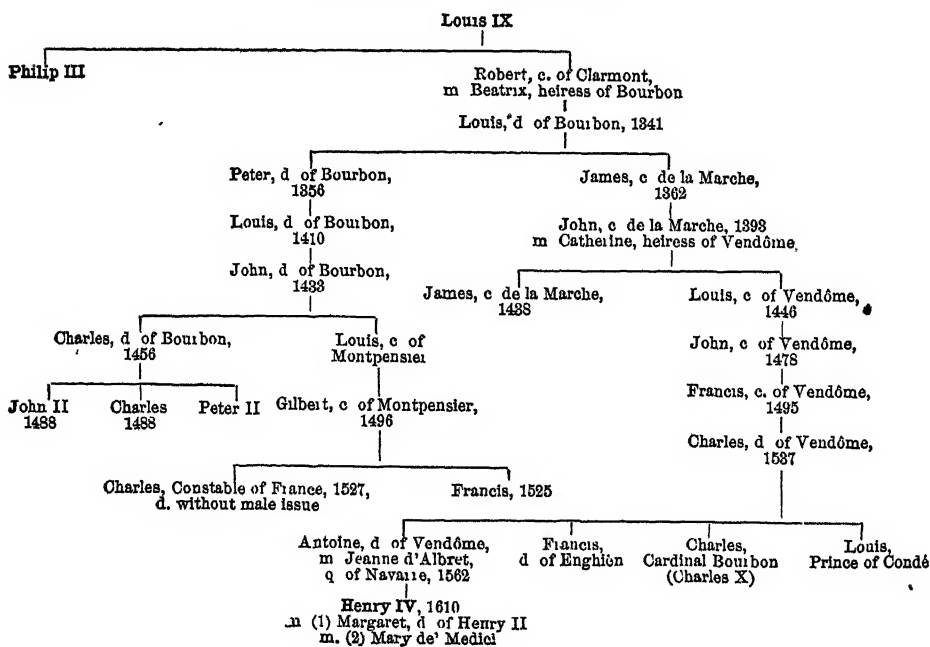 Louis IX
Philip III
Robert, c. of Clarmont,
m Beatrix, heiress of Bourbon
Louis, d of Bourbon, 1341
Peter, d of Bourbon,
1356
James, c de la Marche,
1362
Louis, d of Bourbon,
1410
John, c de la Marche, 1393
m Catherine, heiress of Vendôme,
John, d of Bourbon,
1433
James, c de la Marche,
1438
Louis, c of Vendôme,
1446
Charles, d of Bourbon,
1456
Louis, c of
Montpensier
John, c of Vendôme,
1478
John II
1488
Charles
1488
Peter II
Gilbert, c of Montpensier,
1496
Francis, c. of Vendôme,
1495
Charles, d of Vendôme,
1537
Charles, Constable of France, 1527,
d. without male issue
Francis, 1525
Antoine, d of Vendôme,
m Jeanne d'Albret,
q of Navarre, 1562
Francis,
d of Enghien
Charles,
Cardinal Bourbon
(Charles X)
Louis,
Prince of Condé
Henry IV, 1610
m (1) Margaret, d of Henry II
m. (2) Mary de' Medici